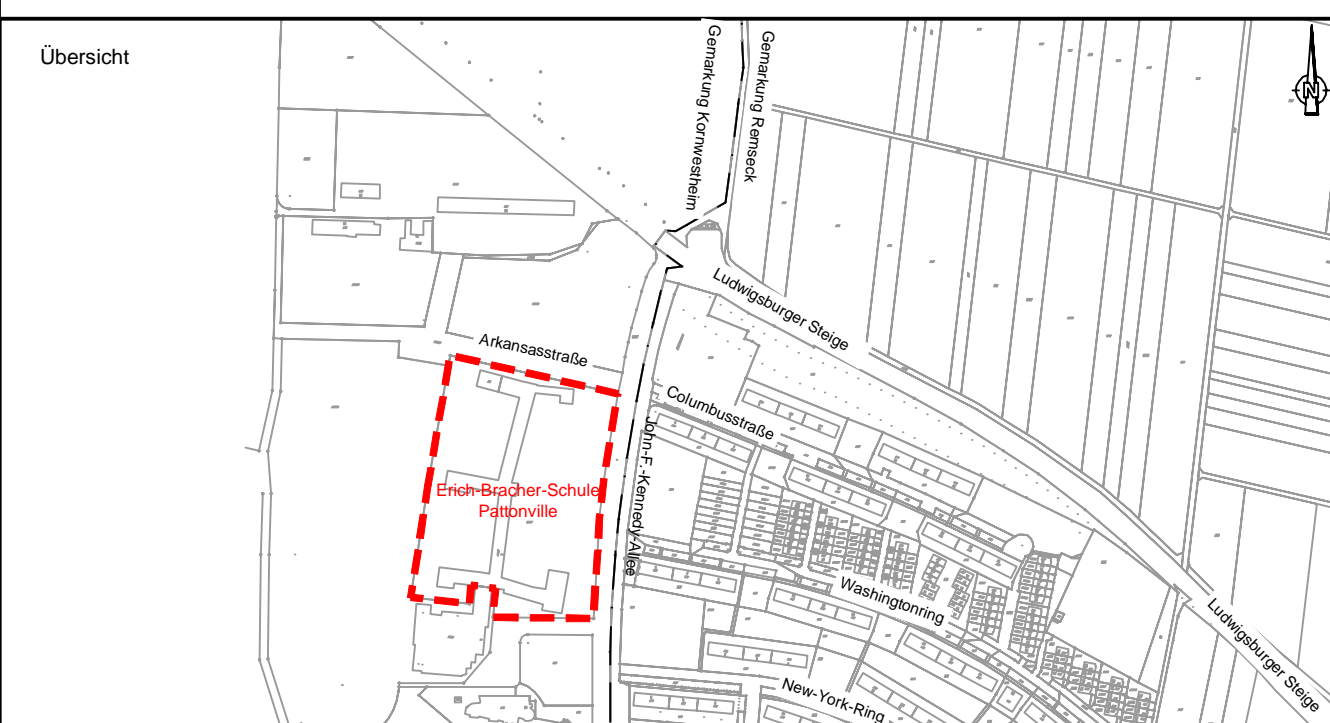 Übersicht
Gemarkung Kornwestheim
Gemarkung Remseck
N
Ludwigsburger Steige
Arkansasstraße
Columbusstraße
John-F.-Kennedy-Allee
Erich-Bracher-Schule
Pattonville
Washingtonring
Ludwigsburger Steige
New-York-Ring